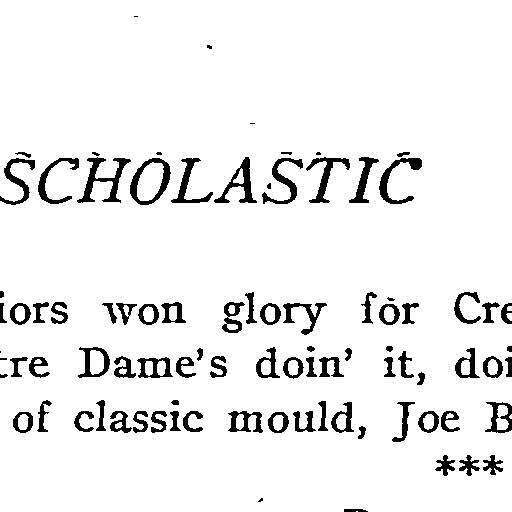 SCHOLASTIC
iors won glory for Cre
tre Dame's doin' it, doi
of classic mould, Joe B
***